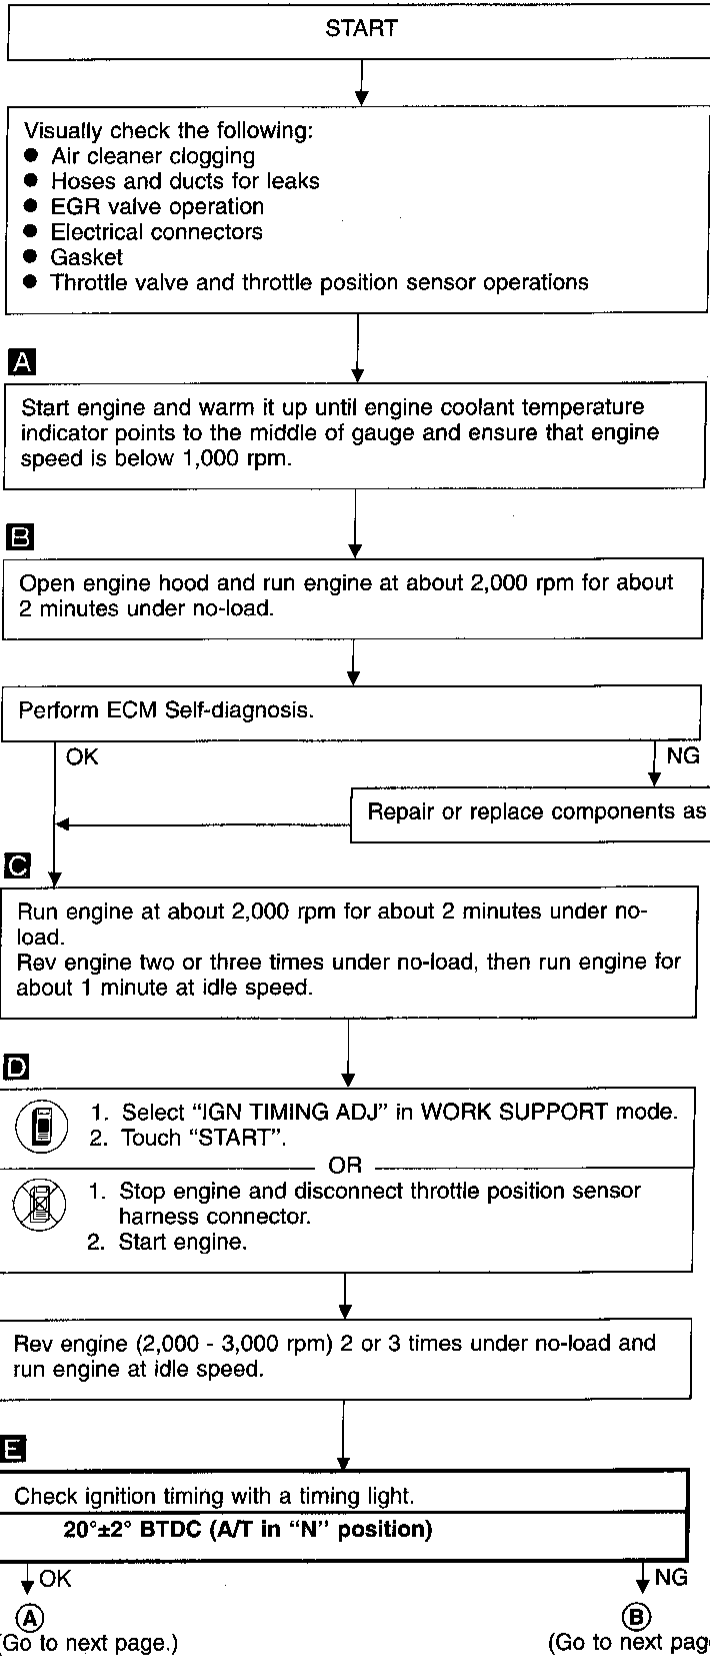 START
Visually check the following:
● Air cleaner clogging
● Hoses and ducts for leaks
● EGR valve operation
● Electrical connectors
● Gasket
● Throttle valve and throttle position sensor operations
A
Start engine and warm it up until engine coolant temperature
indicator points to the middle of gauge and ensure that engine
speed is below 1,000 rpm.
B
Open engine hood and run engine at about 2,000 rpm for about
2 minutes under no-load.
Perform ECM Self-diagnosis.
OK
NG
Repair or replace components as
C
Run engine at about 2,000 rpm for about 2 minutes under no-
load.
Rev engine two or three times under no-load, then run engine for
about 1 minute at idle speed.
D
1. Select “IGN TIMING ADJ” in WORK SUPPORT mode.
2. Touch “START”.
OR
1. Stop engine and disconnect throttle position sensor
harness connector.
2. Start engine.
Rev engine (2,000 - 3,000 rpm) 2 or 3 times under no-load and
run engine at idle speed.
E
Check ignition timing with a timing light.
20°±2° BTDC (A/T in “N” position)
OK
NG
A
B
(Go to next page.)
(Go to next pag